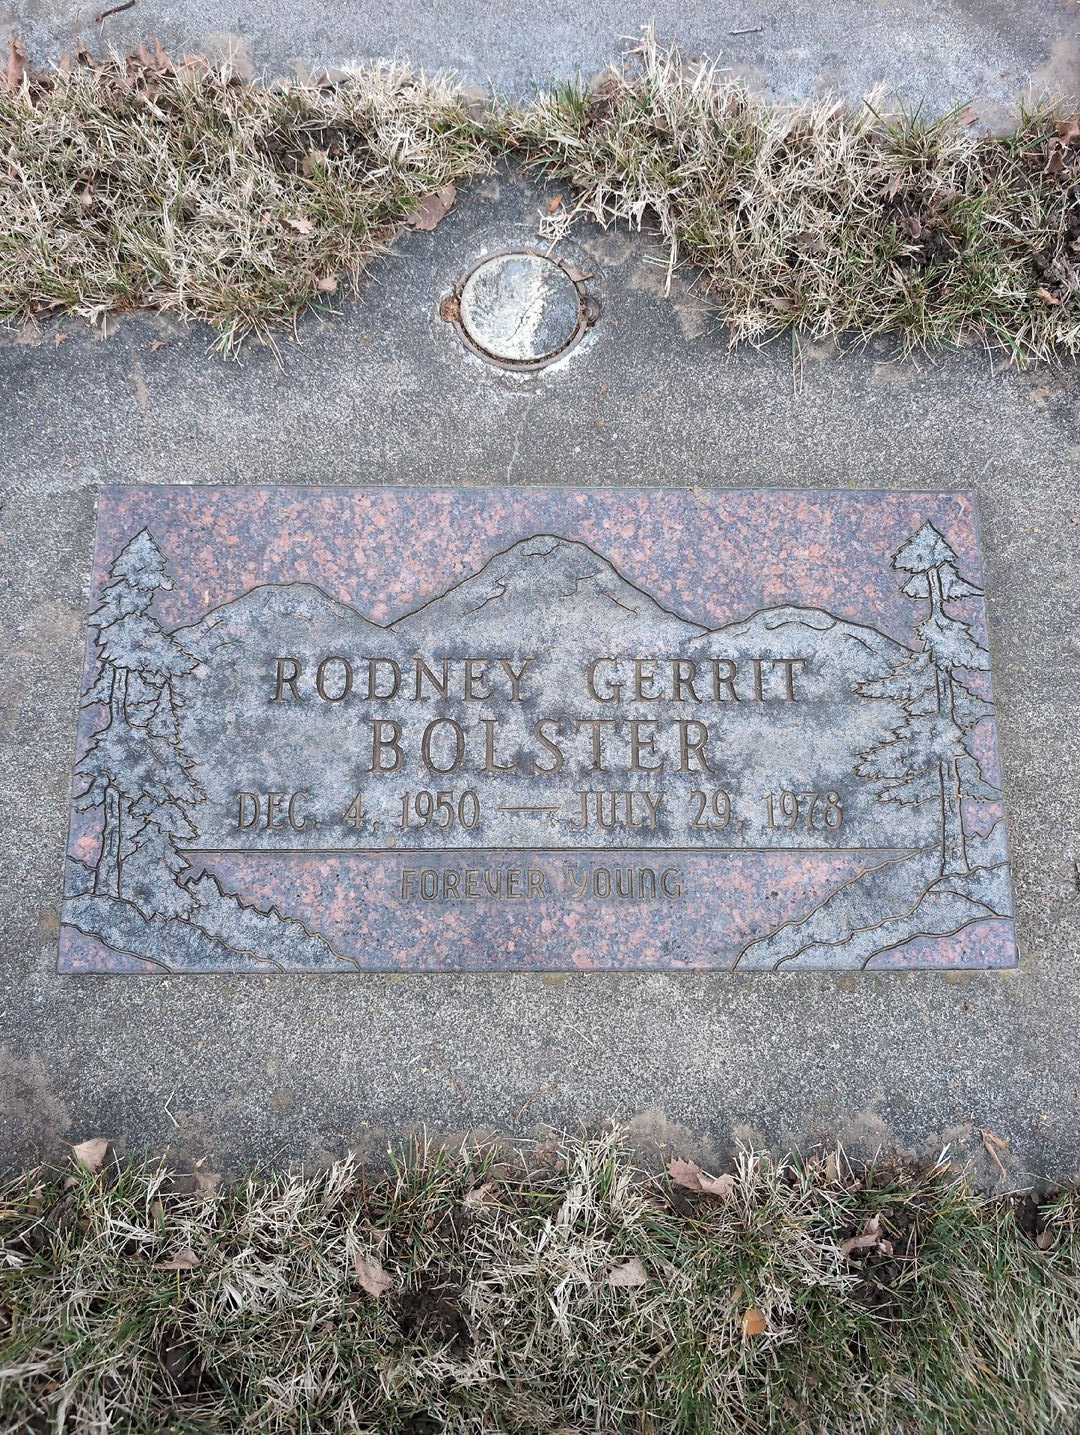 RODNEY GERRIT
BOLSTER
DEC. 4, 1950 — JULY 29, 1978
FOREVER YOUNG